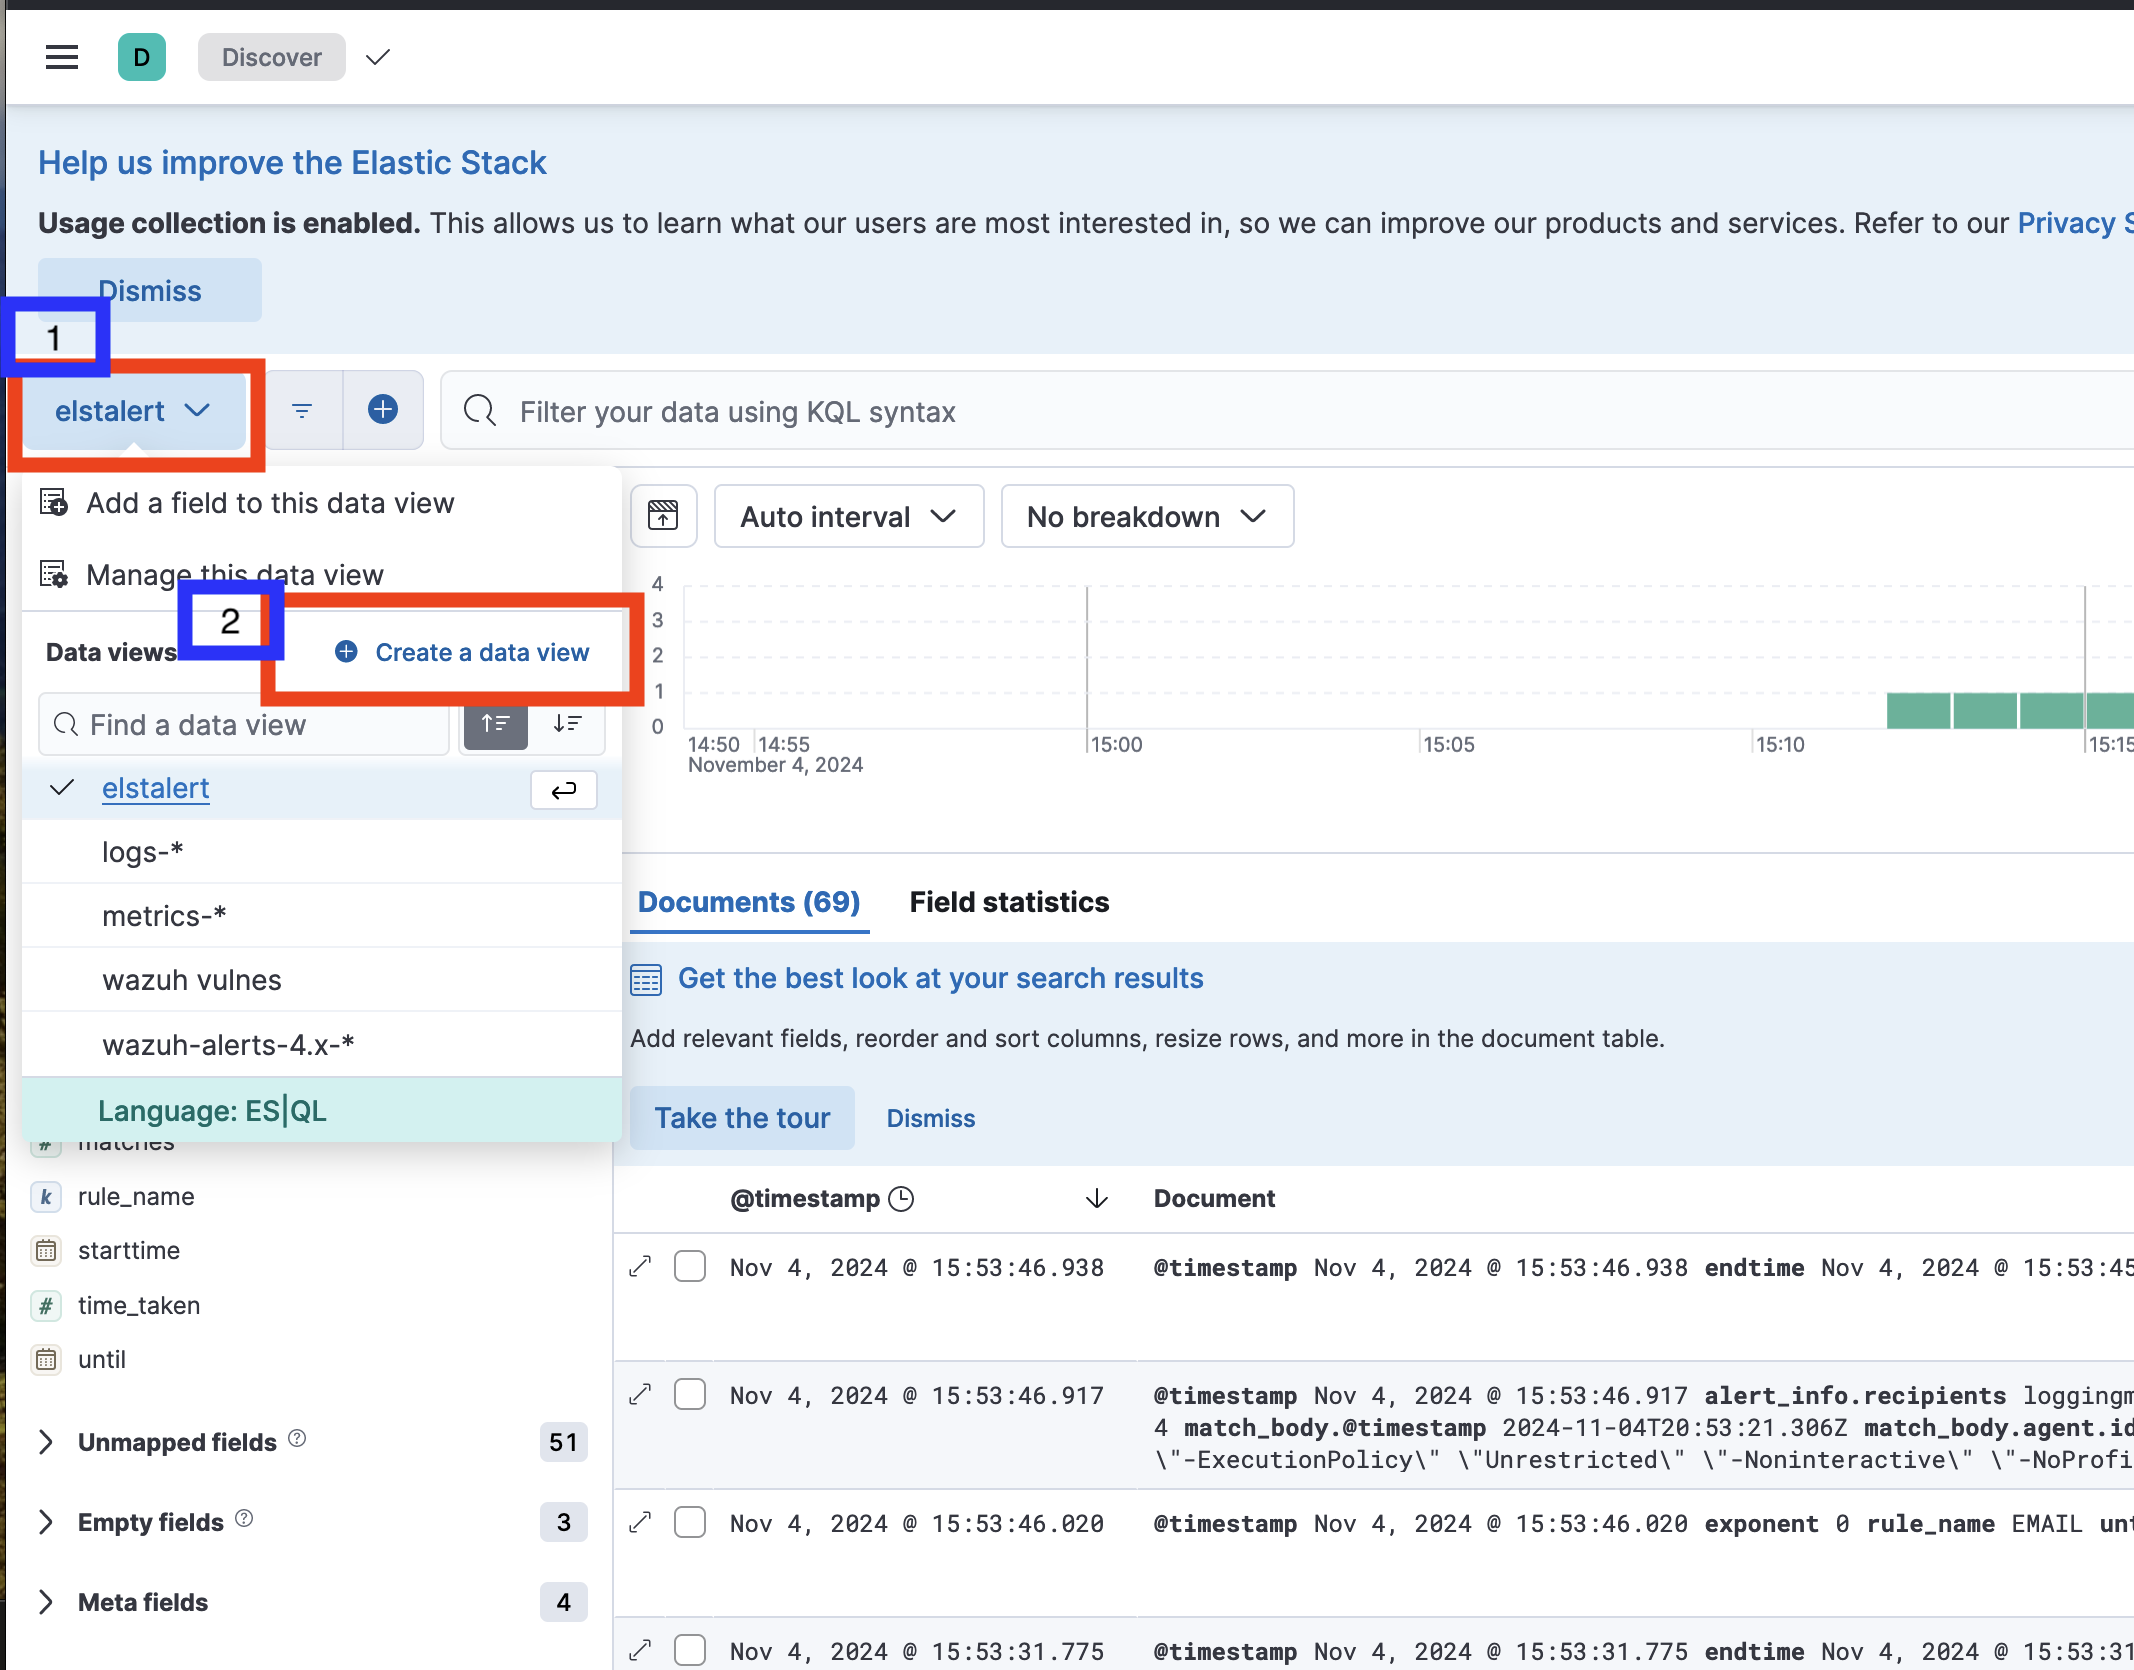 D Discover
Help us improve the Elastic Stack
Usage collection is enabled. This allows us to learn what our users are most interested in, so we can improve our products and services. Refer to our Privacy S
Dismiss
1
elstalert
Filter your data using KQL syntax
Add a field to this data view
Manage this data view
2
Data views
Create a data view
Find a data view
elstalert
logs-*
metrics-*
wazuh vulnes
wazuh-alerts-4.x-*
Language: ES|QL
matches
k rule_name
starttime
# time_taken
until
Unmapped fields ? 51
Empty fields ? 3
Meta fields 4
Auto interval
No breakdown
4
3
2
1
0
14:50 14:55 15:00 15:05 15:10 15:15
November 4, 2024
Documents (69) Field statistics
Get the best look at your search results
Add relevant fields, reorder and sort columns, resize rows, and more in the document table.
Take the tour Dismiss
@timestamp Document
Nov 4, 2024 @ 15:53:46.938 @timestamp Nov 4, 2024 @ 15:53:46.938 endtime Nov 4, 2024 @ 15:53:45
Nov 4, 2024 @ 15:53:46.917 @timestamp Nov 4, 2024 @ 15:53:46.917 alert_info.recipients loggingm
4 match_body.@timestamp 2024-11-04T20:53:21.306Z match_body.agent.id
\"-ExecutionPolicy\" \"Unrestricted\" \"-Noninteractive\" \"-NoProfi
Nov 4, 2024 @ 15:53:46.020 @timestamp Nov 4, 2024 @ 15:53:46.020 exponent 0 rule_name EMAIL unt
Nov 4, 2024 @ 15:53:31.775 @timestamp Nov 4, 2024 @ 15:53:31.775 endtime Nov 4, 2024 @ 15:53:31